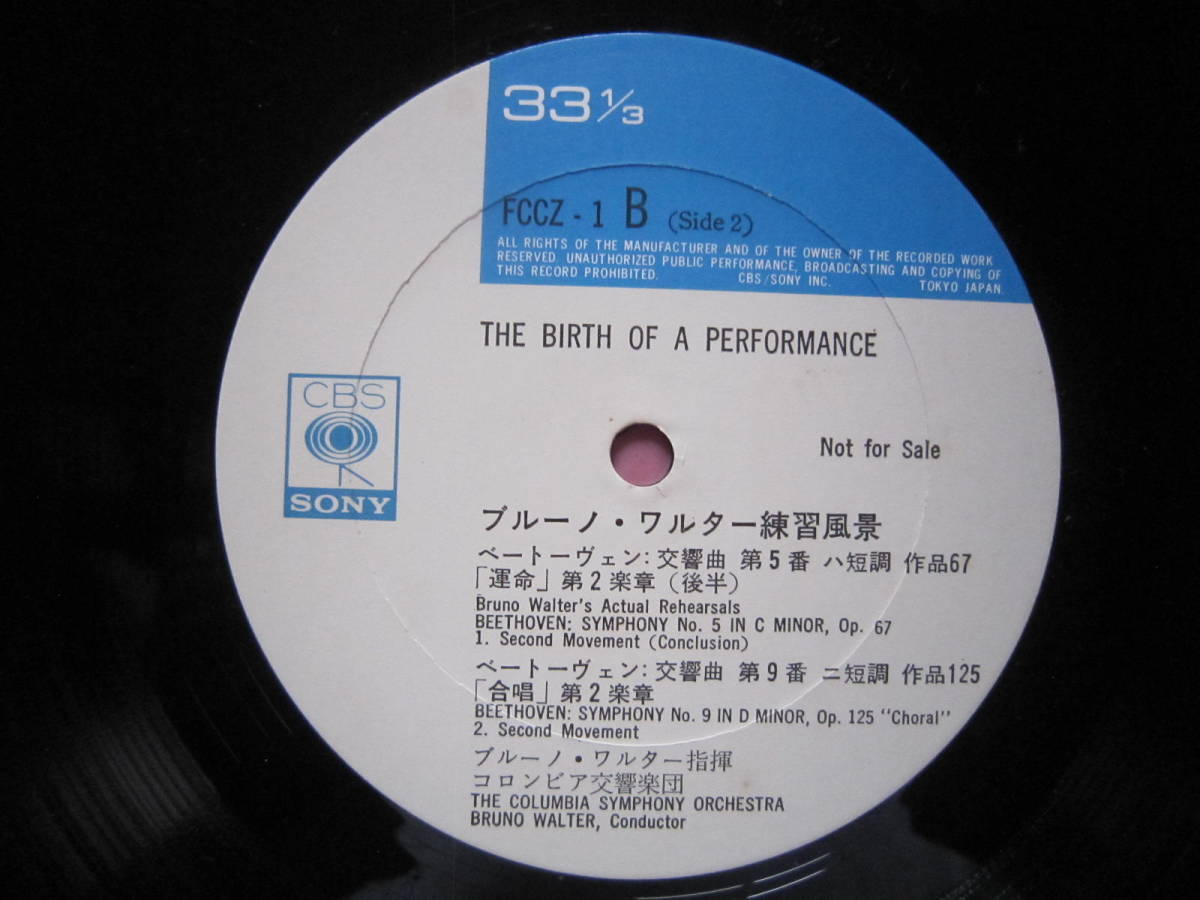 33 1/3
FCCZ - 1 B (Side 2)
ALL RIGHTS OF THE MANUFACTURER AND OF THE OWNER OF THE RECORDED WORK
RESERVED. UNAUTHORIZED PUBLIC PERFORMANCE, BROADCASTING AND COPYING OF
THIS RECORD PROHIBITED. CBS/SONY INC. TOKYO JAPAN.
THE BIRTH OF A PERFORMANCE
CBS
SONY
Not for Sale
ブルーノ・ワルター練習風景
ベートーヴェン: 交響曲 第5番 ハ短調 作品67
「運命」第2楽章 (後半)
Bruno Walter's Actual Rehearsals
BEETHOVEN: SYMPHONY No. 5 IN C MINOR, Op. 67
1. Second Movement (Conclusion)
ベートーヴェン: 交響曲 第9番 ニ短調 作品125
「合唱」第2楽章
BEETHOVEN: SYMPHONY No. 9 IN D MINOR, Op. 125 "Choral"
2. Second Movement
ブルーノ・ワルター指揮
コロンビア交響楽団
THE COLUMBIA SYMPHONY ORCHESTRA
BRUNO WALTER, Conductor